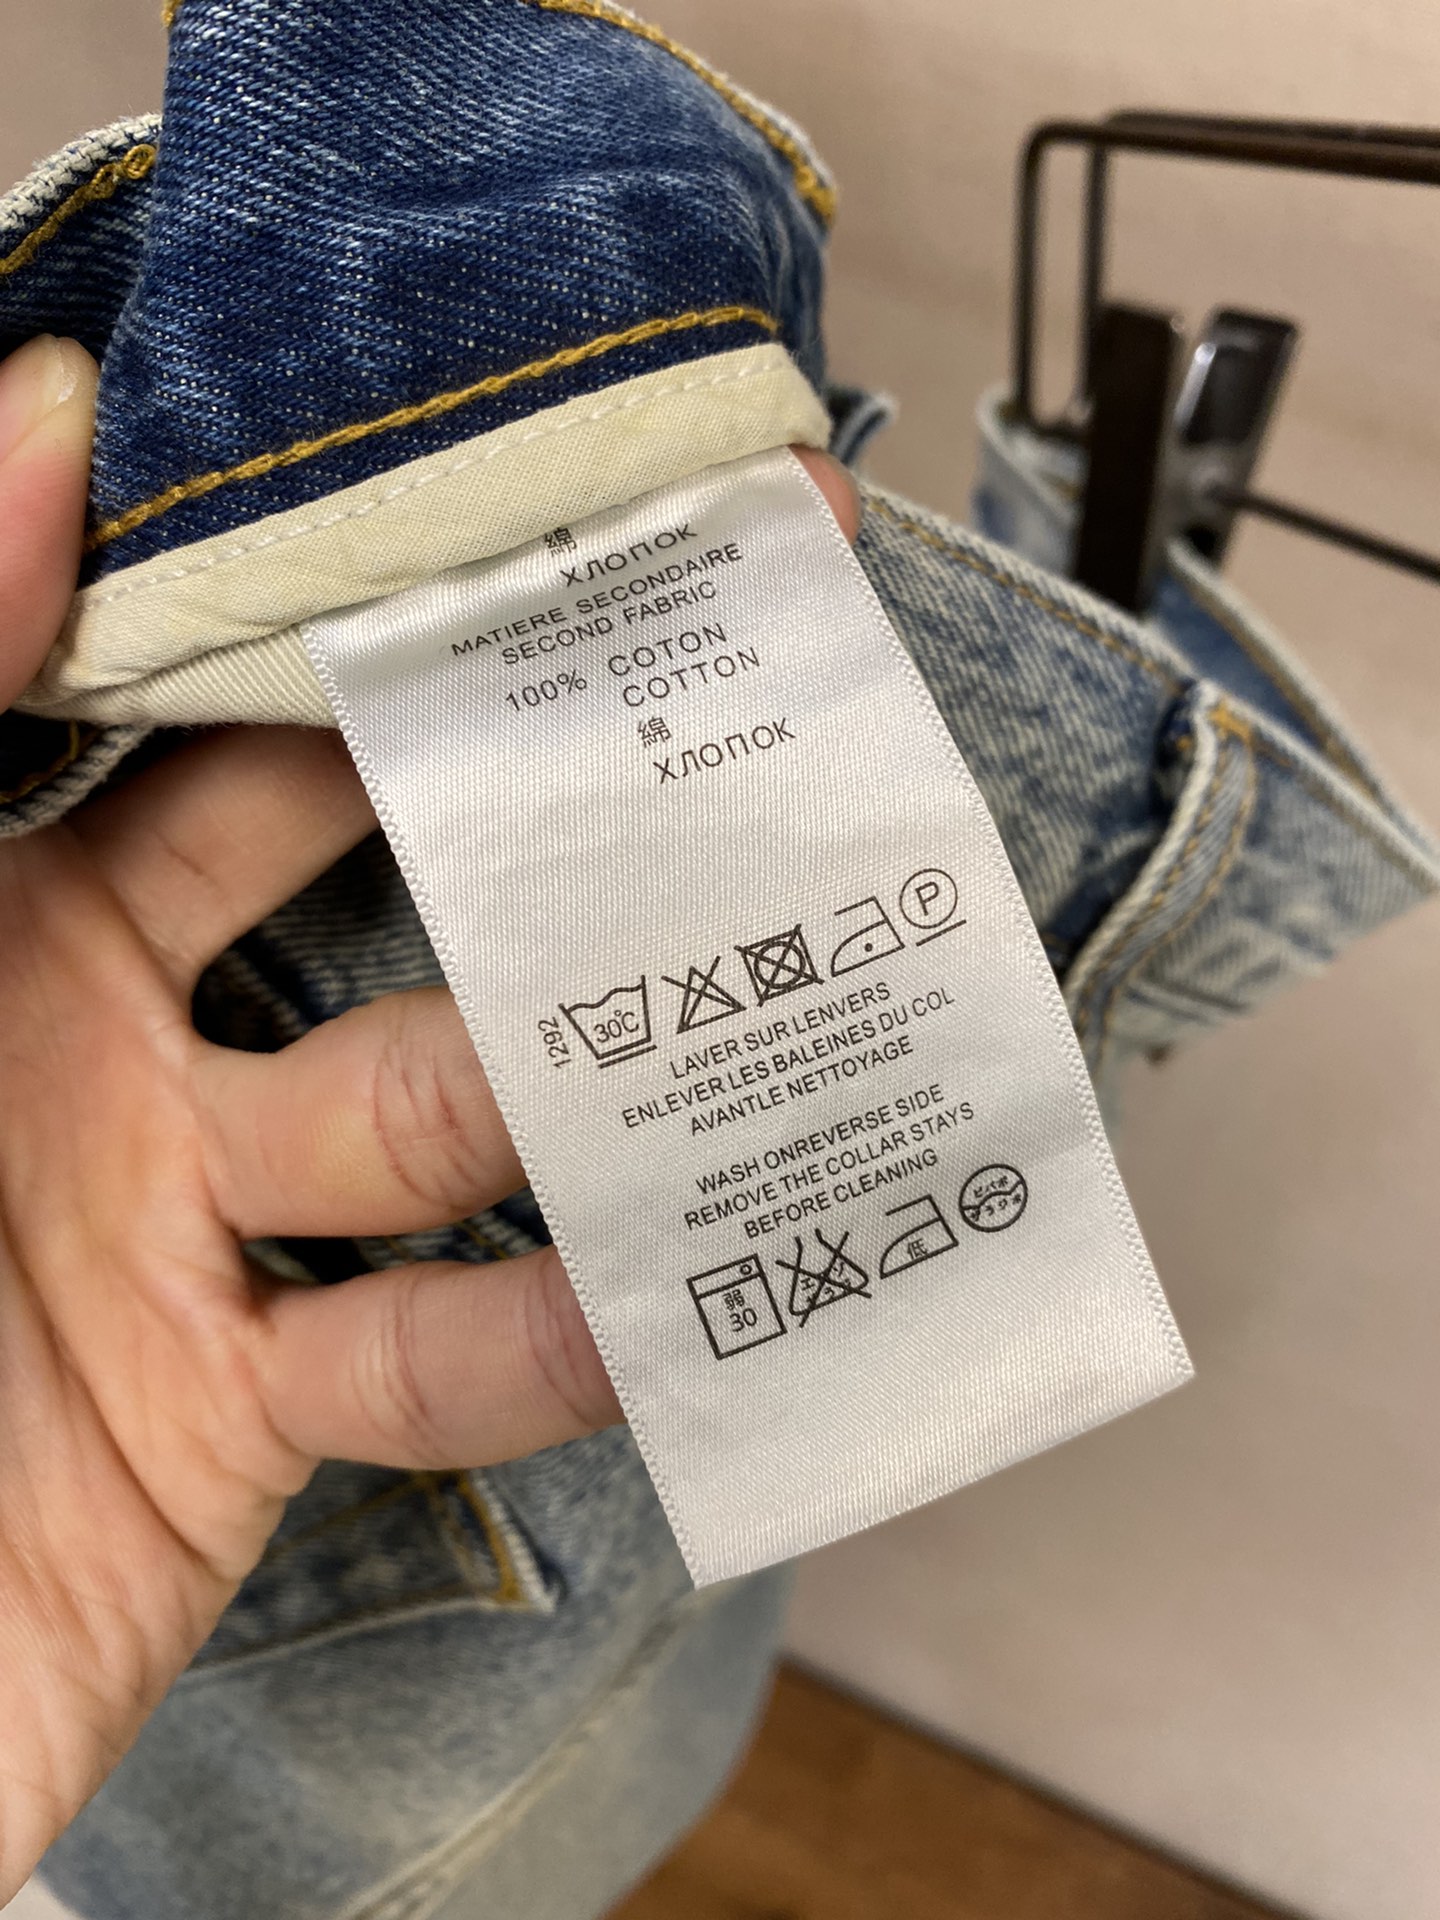 綿
ХЛОПОК
MATIERE SECONDAIRE
SECOND FABRIC
100% COTON
COTTON
綿
ХЛОПОК
1292
30℃
P
LAVER SUR LENVERS
ENLEVER LES BALEINES DU COL
AVANTLE NETTOYAGE
WASH ONREVERSE SIDE
REMOVE THE COLLAR STAYS
BEFORE CLEANING
弱
30
低